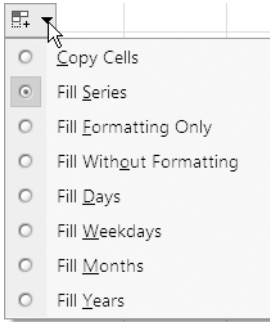 Copy Cells
Fill Series
Fill Formatting Only
Fill Without Formatting
Fill Days
Fill Weekdays
Fill Months
Fill Years